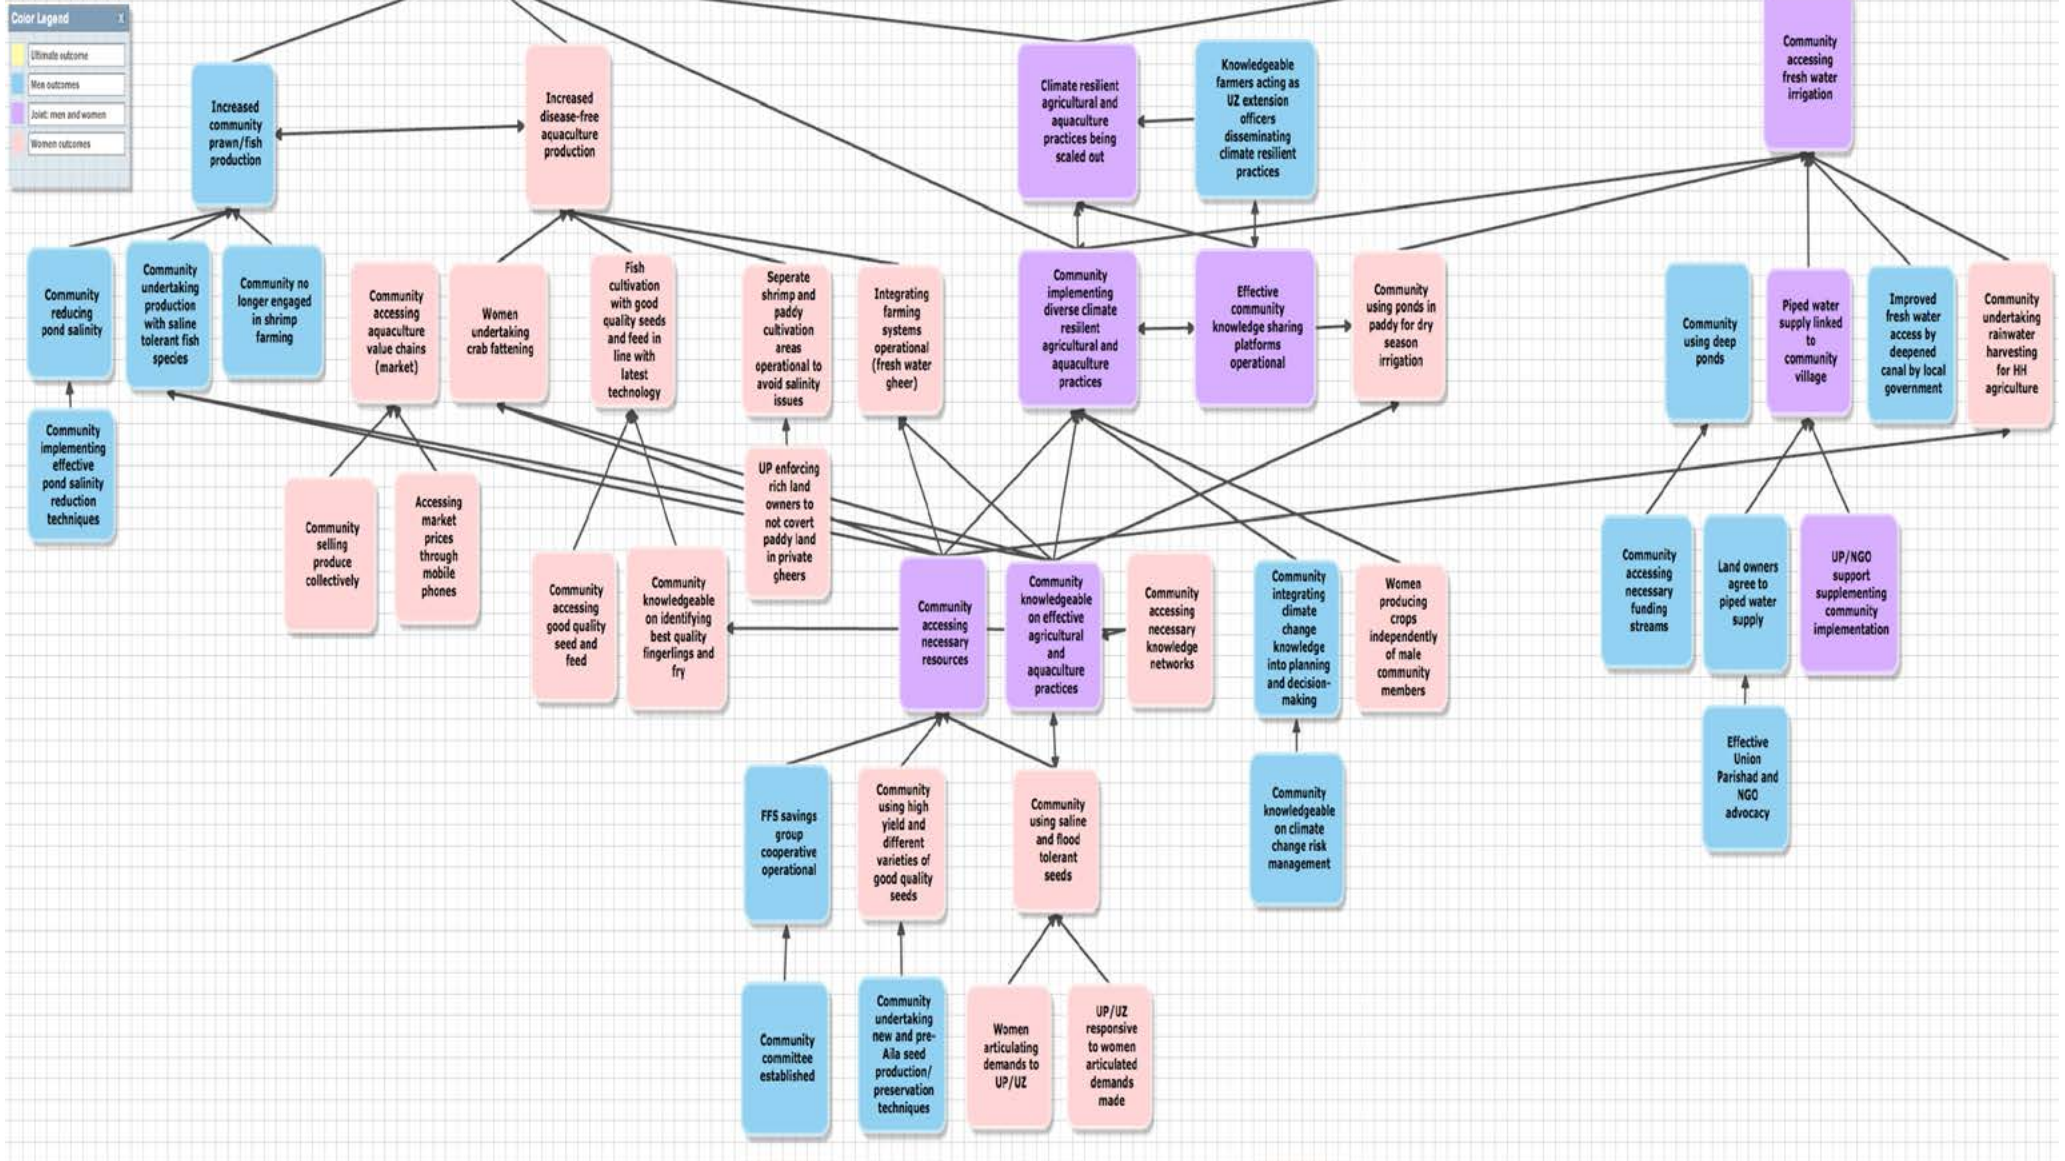 Color Legend X
Ultimate outcome
Men outcomes
Joint: men and women
Women outcomes
Increased
community
prawn/fish
production
Increased
disease-free
aquaculture
production
Climate resilient
agricultural and
aquaculture
practices being
scaled out
Knowledgeable
farmers acting as
UZ extension
officers
disseminating
climate resilient
practices
Community
accessing
fresh water
irrigation
Community
reducing
pond salinity
Community
undertaking
production
with saline
tolerant fish
species
Community no
longer engaged
in shrimp
farming
Community
accessing
aquaculture
value chains
(market)
Women
undertaking
crab fattening
Fish
cultivation
with good
quality seeds
and feed in
line with
latest
technology
Seperate
shrimp and
paddy
cultivation
areas
operational to
avoid salinity
issues
Integrating
farming
systems
operational
(fresh water
gheer)
Community
implementing
diverse climate
resilient
agricultural and
aquaculture
practices
Effective
community
knowledge sharing
platforms
operational
Community
using ponds in
paddy for dry
season
irrigation
Community
using deep
ponds
Piped water
supply linked
to
community
village
Improved
fresh water
access by
deepened
canal by local
government
Community
undertaking
rainwater
harvesting
for HH
agriculture
Community
implementing
effective
pond salinity
reduction
techniques
Community
selling
produce
collectively
Accessing
market
prices
through
mobile
phones
UP enforcing
rich land
owners to
not covert
paddy land
in private
gheers
Community
accessing
good quality
seed and
feed
Community
knowledgeable
on identifying
best quality
fingerlings and
fry
Community
accessing
necessary
resources
Community
knowledgeable
on effective
agricultural
and
aquaculture
practices
Community
accessing
necessary
knowledge
networks
Community
integrating
climate
change
knowledge
into planning
and decision-
making
Women
producing
crops
independently
of male
community
members
Community
accessing
necessary
funding
streams
Land owners
agree to
piped water
supply
UP/NGO
support
supplementing
community
implementation
Effective
Union
Parishad and
NGO
advocacy
FFS savings
group
cooperative
operational
Community
using high
yield and
different
varieties of
good quality
seeds
Community
using saline
and flood
tolerant
seeds
Community
knowledgeable
on climate
change risk
management
Community
committee
established
Community
undertaking
new and pre-
Aila seed
production/
preservation
techniques
Women
articulating
demands to
UP/UZ
UP/UZ
responsive
to women
articulated
demands
made